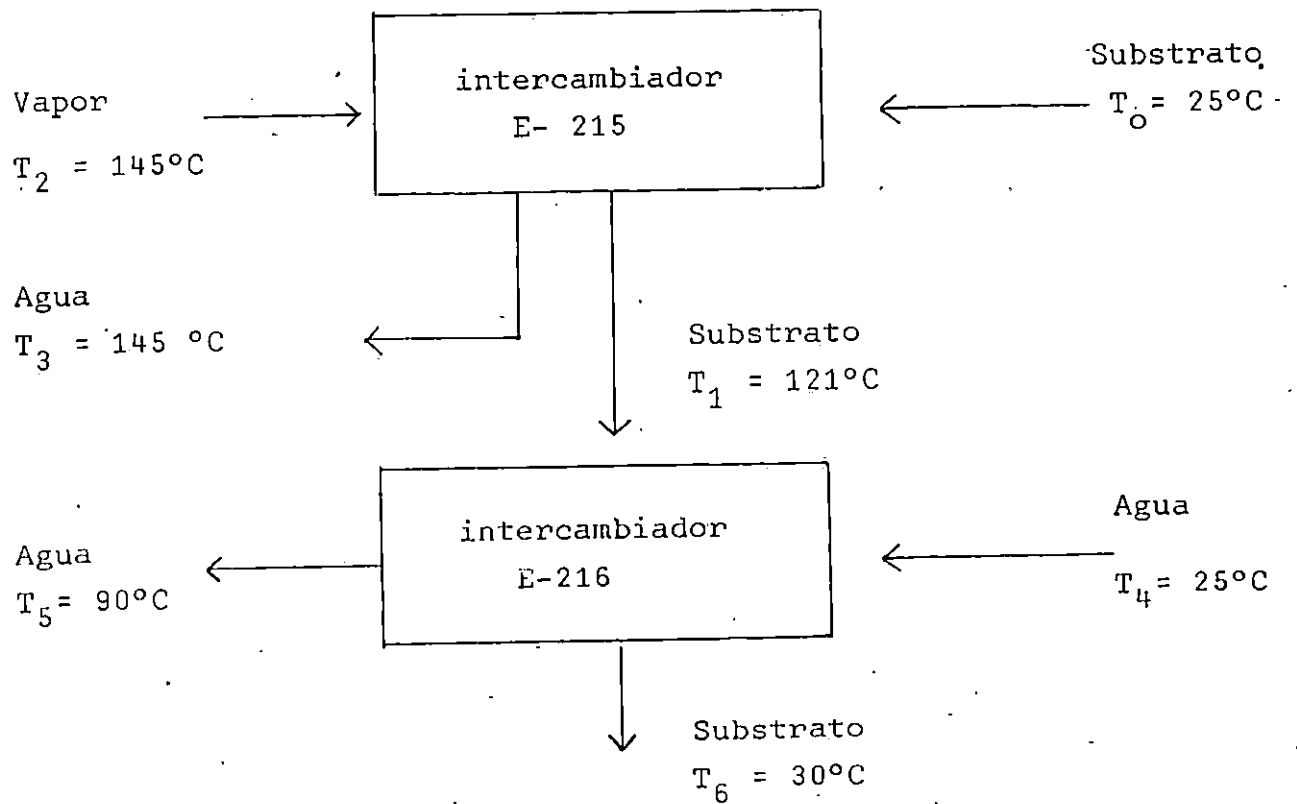 intercambiador
E- 215
Vapor
T2 = 145°C
Substrato
To = 25°C
Agua
T3 = 145 °C
Substrato
T1 = 121°C
intercambiador
E-216
Agua
T5= 90°C
Agua
T4= 25°C
Substrato
T6 = 30°C